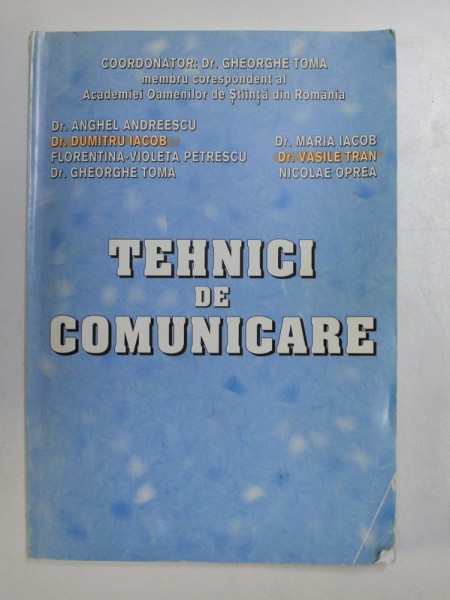 COORDONATOR: Dr. GHEORGHE TOMA
membru corespondent al
Academiei Oamenilor de Știință din România
Dr. ANGHEL ANDREESCU
Dr. DUMITRU IACOB
FLORENTINA-VIOLETA PETRESCU
Dr. GHEORGHE TOMA
Dr. MARIA IACOB
Dr. VASILE TRAN
NICOLAE OPREA
TEHNICI
DE
COMUNICARE